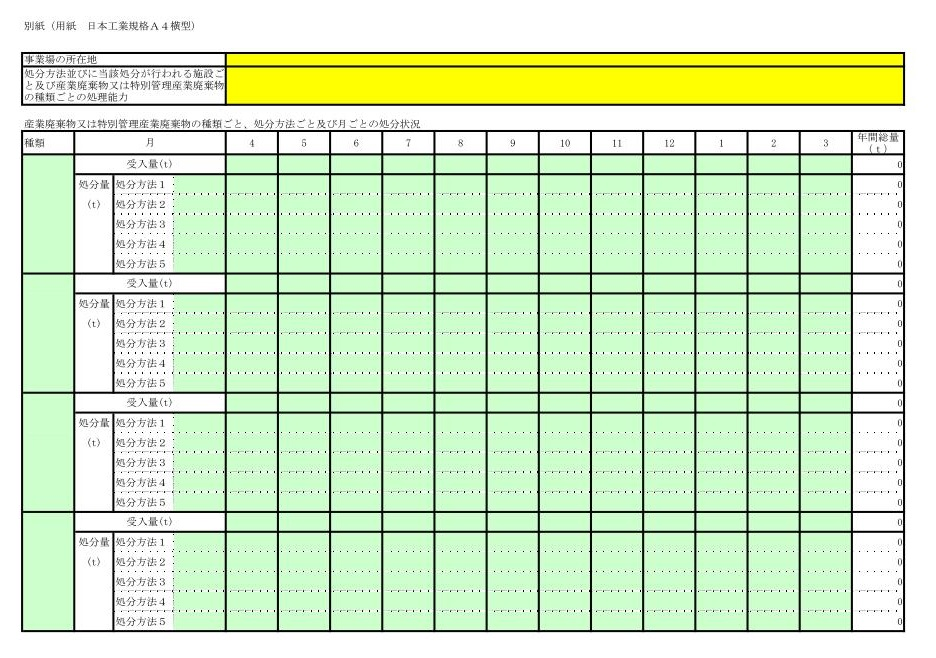 別紙（用紙　日本工業規格Ａ４横型）
事業場の所在地
処分方法並びに当該処分が行われる施設ご
と及び産業廃棄物又は特別管理産業廃棄物
の種類ごとの処理能力
産業廃棄物又は特別管理産業廃棄物の種類ごと、処分方法ごと及び月ごとの処分状況
種類 月 4 5 6 7 8 9 10 11 12 1 2 3 年間総量
（ｔ）
受入量(t) 0
処分量 処分方法１ 0
(t) 処分方法２ 0
処分方法３ 0
処分方法４ 0
処分方法５ 0
受入量(t) 0
処分量 処分方法１ 0
(t) 処分方法２ 0
処分方法３ 0
処分方法４ 0
処分方法５ 0
受入量(t) 0
処分量 処分方法１ 0
(t) 処分方法２ 0
処分方法３ 0
処分方法４ 0
処分方法５ 0
受入量(t) 0
処分量 処分方法１ 0
(t) 処分方法２ 0
処分方法３ 0
処分方法４ 0
処分方法５ 0